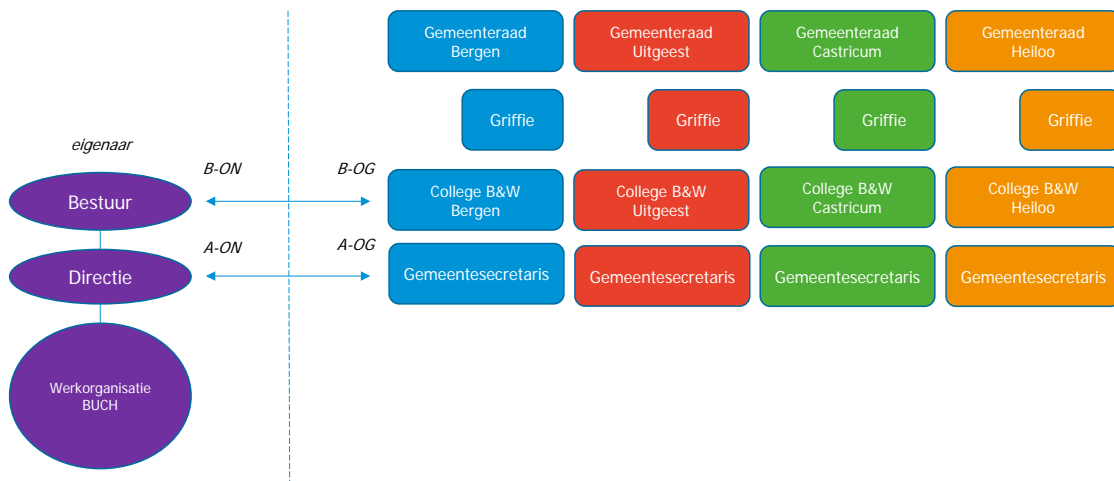 Gemeenteraad
Bergen
Gemeenteraad
Uitgeest
Gemeenteraad
Castricum
Gemeenteraad
Heiloo
Griffie
Griffie
Griffie
Griffie
eigenaar
B-ON
B-OG
Bestuur
College B&W
Bergen
College B&W
Uitgeest
College B&W
Castricum
College B&W
Heiloo
A-ON
A-OG
Directie
Gemeentesecretaris
Gemeentesecretaris
Gemeentesecretaris
Gemeentesecretaris
Werkorganisatie
BUCH